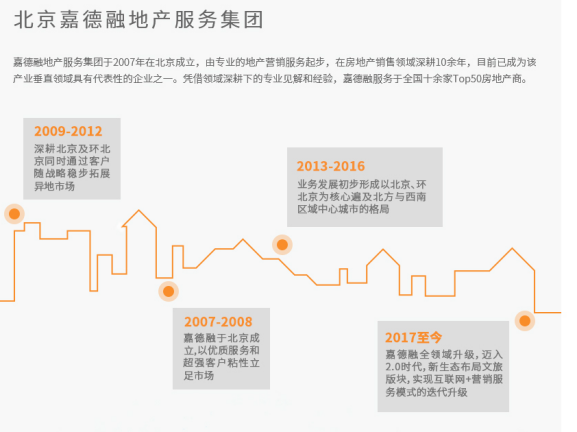 北京嘉德融地产服务集团
嘉德融地产服务集团于2007年在北京成立，由专业的地产营销服务起步，在房地产销售领域深耕10余年，目前已成为该
产业垂直领域具有代表性的企业之一。凭借领域深耕下的专业见解和经验，嘉德融服务于全国十余家Top50房地产商。
2009-2012
深耕北京及环北
京同时通过客户
随战略稳步拓展
异地市场
2013-2016
业务发展初步形成以北京、环
北京为核心遍及北方与西南
区域中心城市的格局
2007-2008
嘉德融于北京成
立,以优质服务和
超强客户粘性立
足市场
2017至今
嘉德融全领域升级，迈入
2.0时代，新生态布局文旅
版块，实现互联网+营销服
务模式的迭代升级